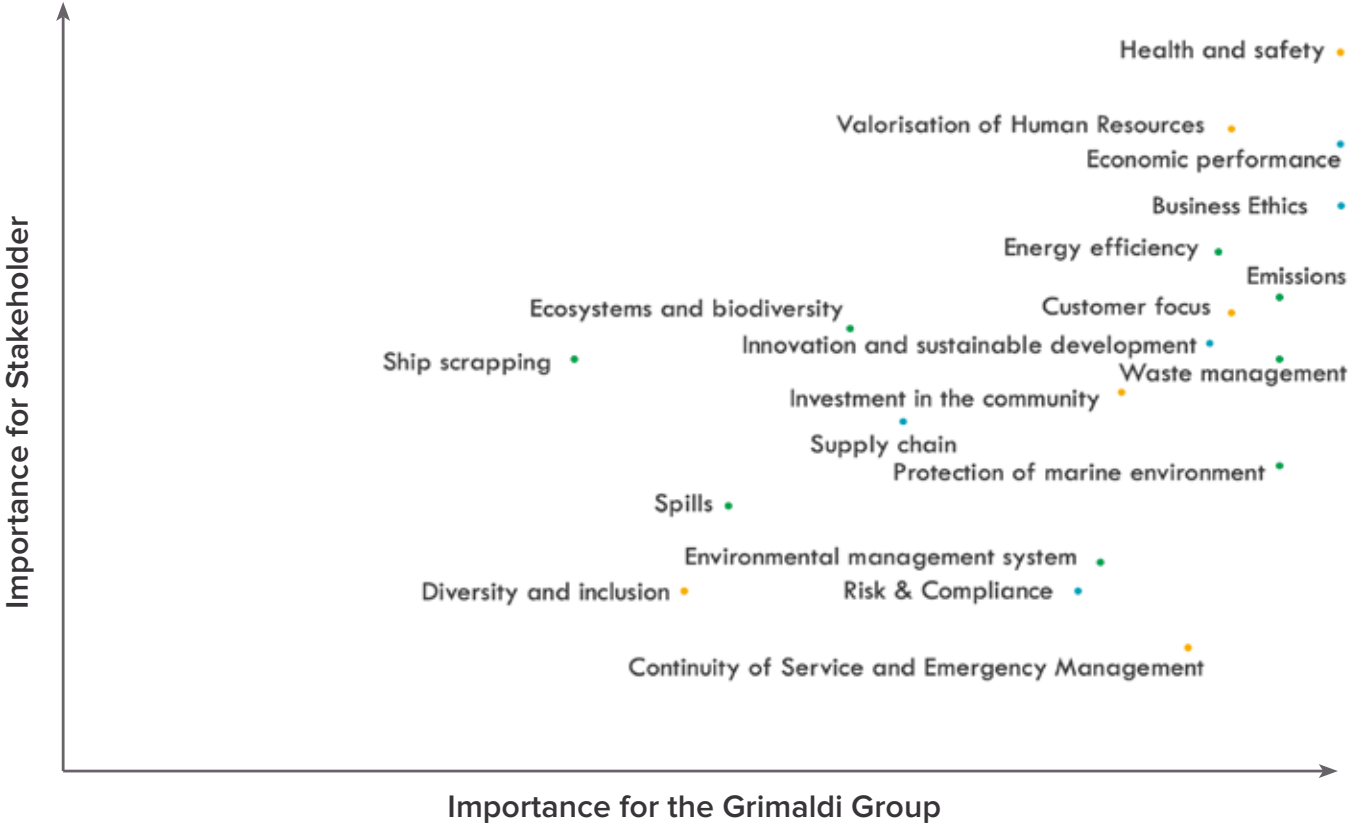 Health and safety
Valorisation of Human Resources
Economic performance
Business Ethics
Energy efficiency
Emissions
Ecosystems and biodiversity
Customer focus
Innovation and sustainable development
Ship scrapping
Waste management
Investment in the community
Supply chain
Protection of marine environment
Spills
Environmental management system
Diversity and inclusion
Risk & Compliance
Continuity of Service and Emergency Management
Importance for Stakeholder
Importance for the Grimaldi Group